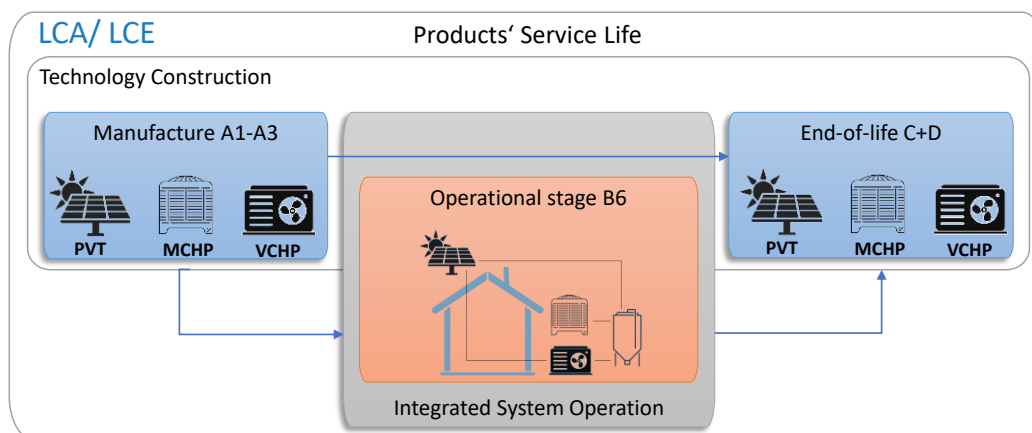 LCA/ LCE
Products‘ Service Life
Technology Construction
Manufacture A1-A3
PVT
MCHP
VCHP
Operational stage B6
Integrated System Operation
End-of-life C+D
PVT
MCHP
VCHP